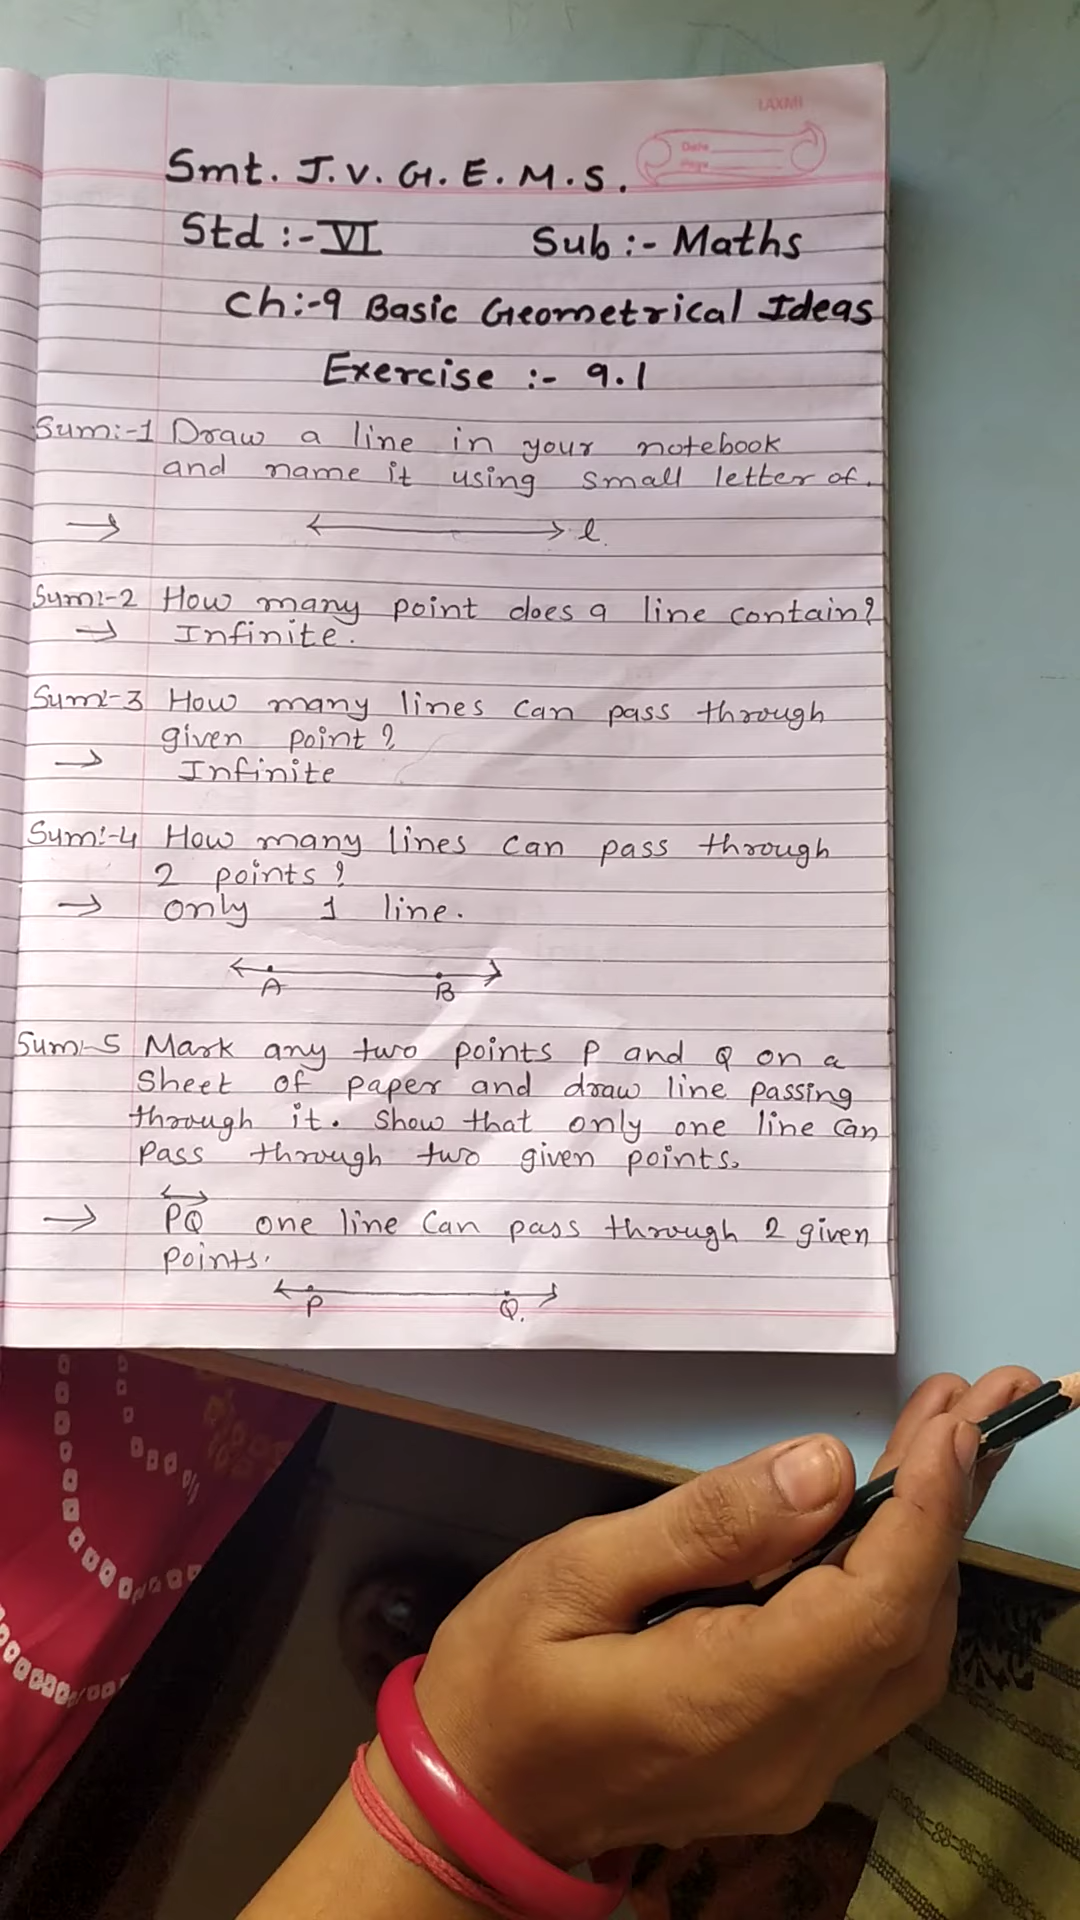 LAXMI
Date
Page
Smt. J.V. G. E. M. S.
Std :- VI Sub :- Maths
Ch:-9 Basic Geometrical Ideas
Exercise :- 9.1
Sum:-1 Draw a line in your notebook
and name it using small letter of.
→ l.
Sum:-2 How many point does a line contain?
→ Infinite.
Sum:-3 How many lines can pass through
given point?
→ Infinite
Sum:-4 How many lines can pass through
2 points?
→ only 1 line.
A B
Sum:-5 Mark any two points P and Q on a
Sheet of paper and draw line passing
through it. Show that only one line can
Pass through two given points.
→ PQ one line can pass through 2 given
points.
P Q.